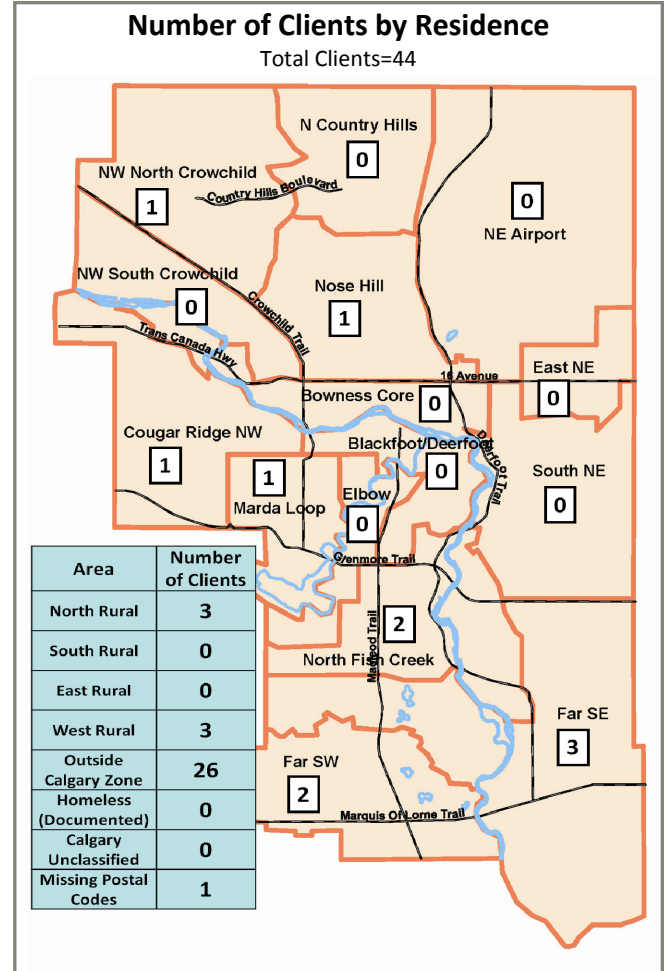 Number of Clients by Residence
Total Clients=44
N Country Hills
0
NW North Crowchild
1
Country Hills Boulevard
0
NE Airport
NW South Crowchild
0
Nose Hill
1
Crowchild Trail
Trans Canada Hwy
16 Avenue
East NE
0
Bowness Core
0
Cougar Ridge NW
1
Blackfoot/Deerfoot
0
Deerfoot Trail
South NE
0
1
Marda Loop
Elbow
0
Glenmore Trail
2
North Fish Creek
Macleod Trail
Far SE
3
Far SW
2
Marquis Of Lorne Trail
Area
Number
of Clients
North Rural
3
South Rural
0
East Rural
0
West Rural
3
Outside
Calgary Zone
26
Homeless
(Documented)
0
Calgary
Unclassified
0
Missing Postal
Codes
1